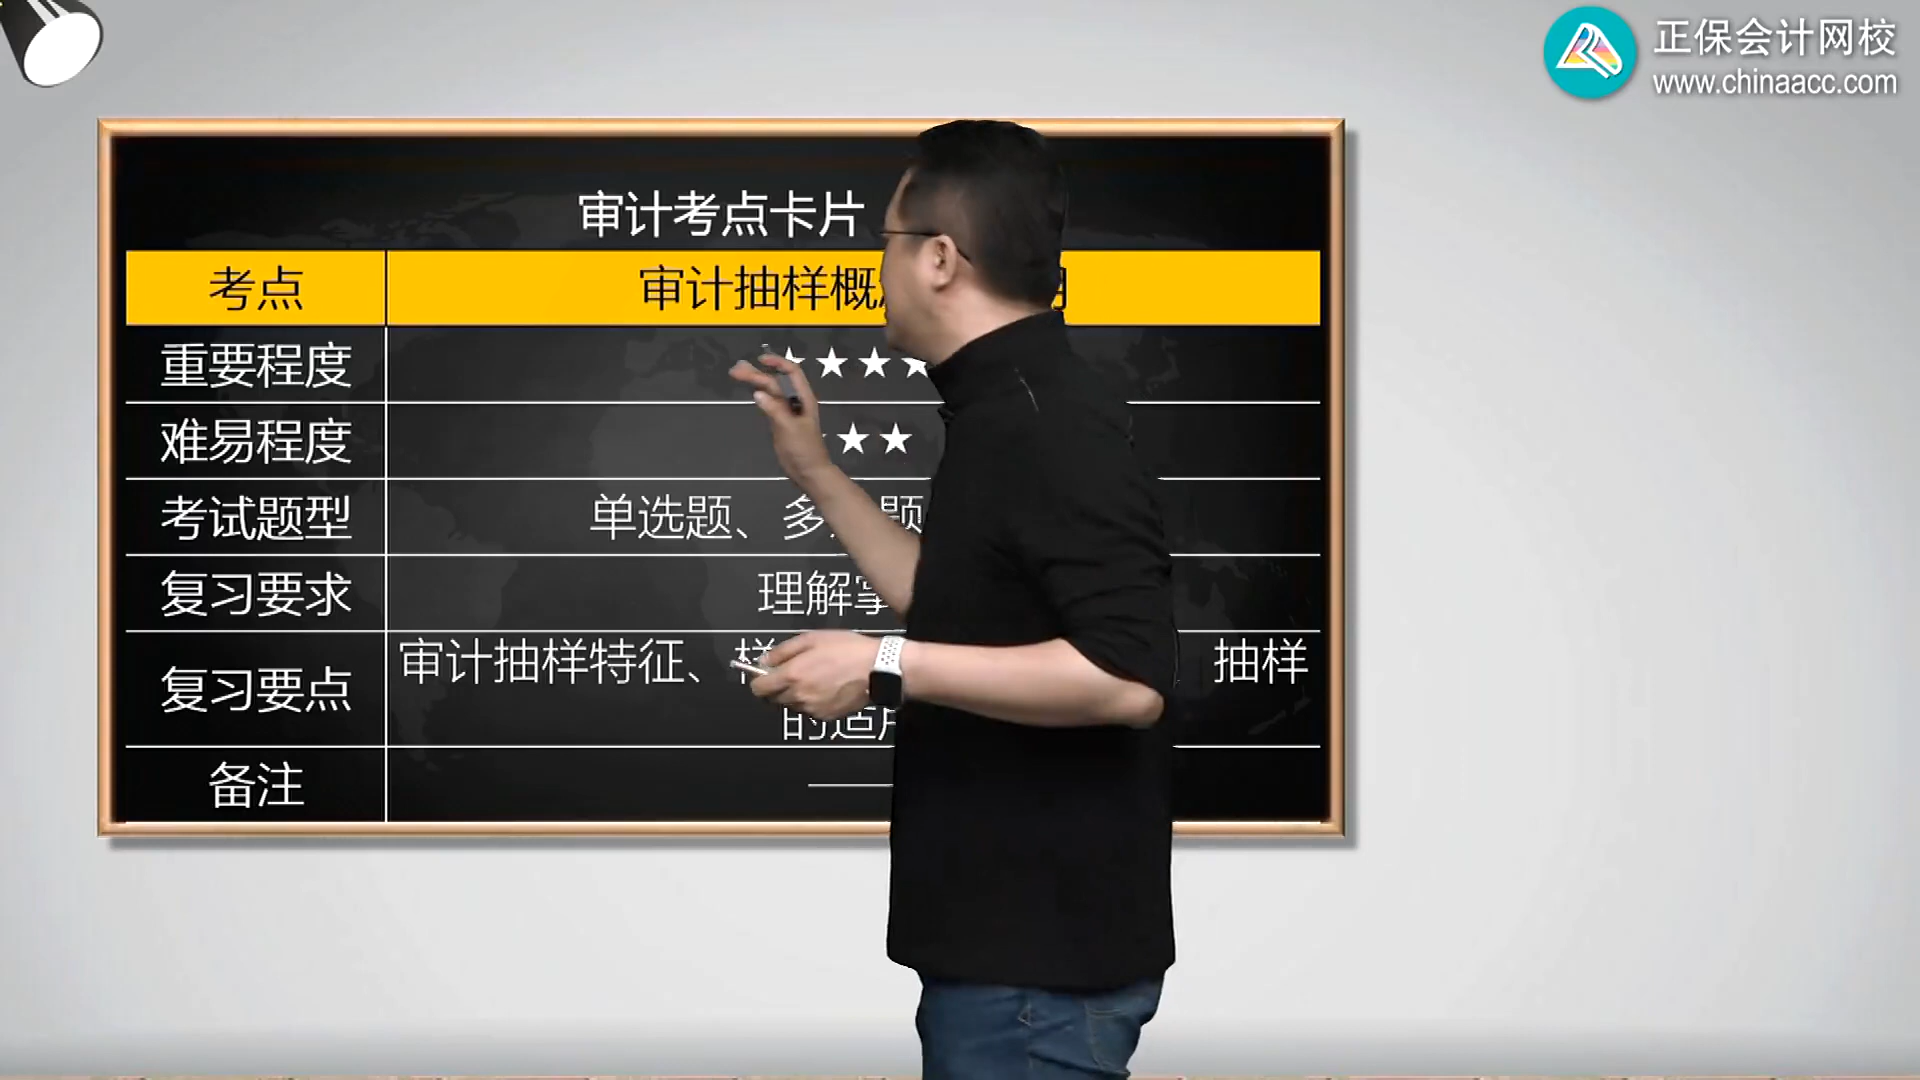 正保会计网校
www.chinaacc.com
审计考点卡片
考点 审计抽样概
重要程度 ★★★
难易程度 ★★
考试题型 单选题、多 题
复习要求 理解
复习要点 审计抽样特征、 抽样
的适
备注 ——